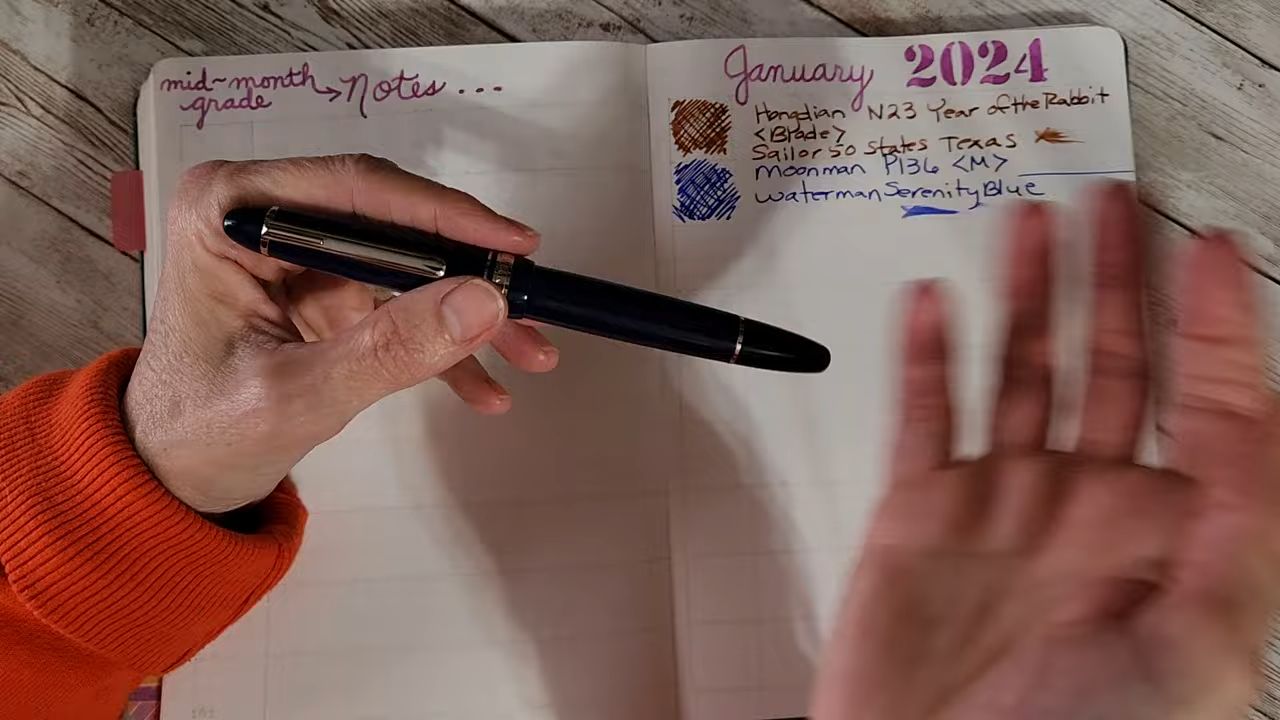 mid~month → Notes ...
grade
January 2024
Hongdian N23 Year of the Rabbit
<Blade>
Sailor 50 states Texas
Moonman P136 <M>
Waterman Serenity Blue